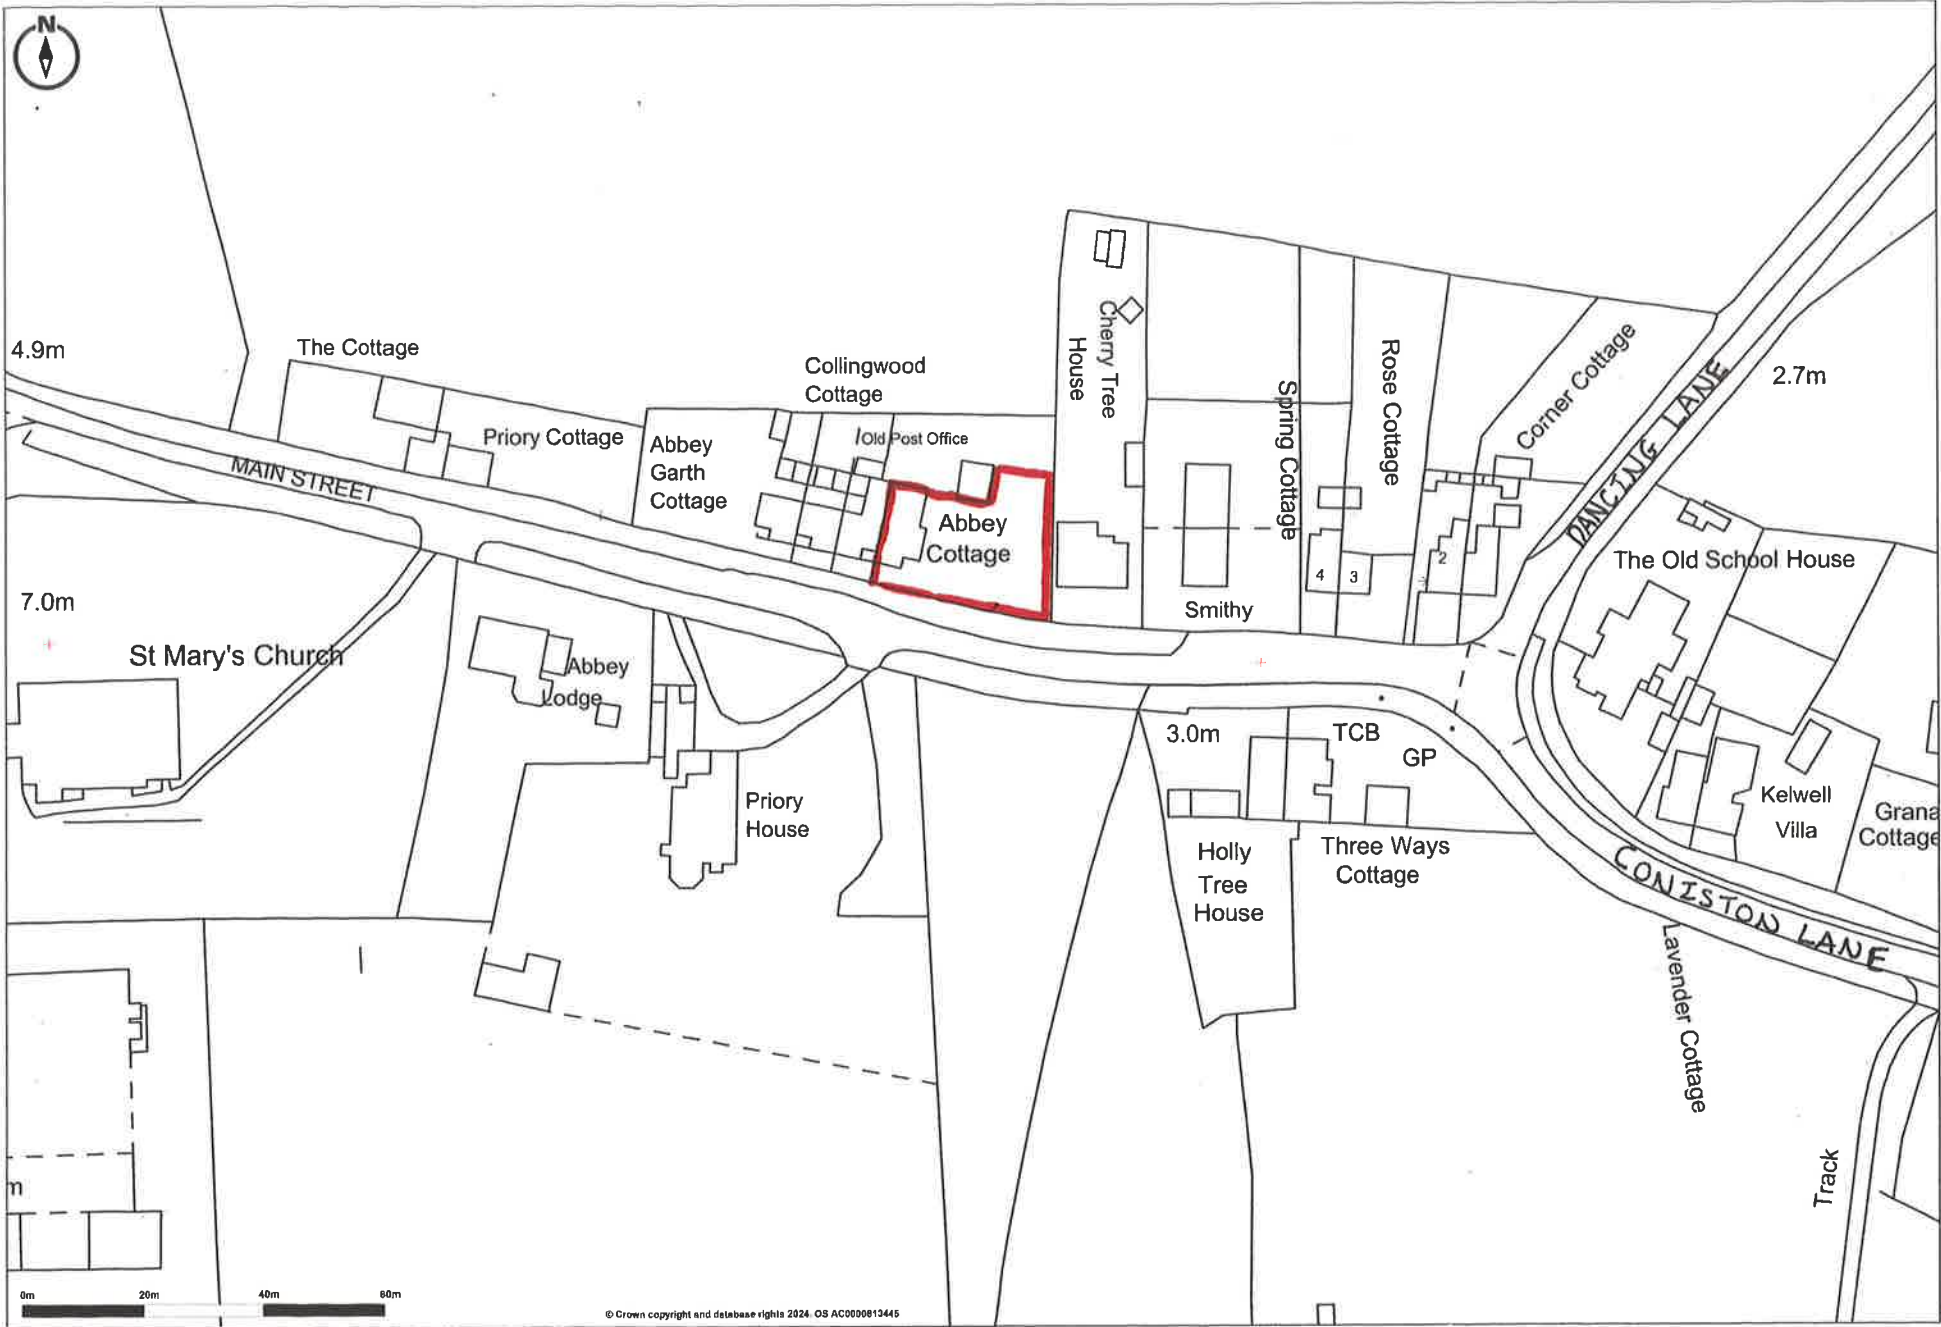 N
4.9m
The Cottage
Priory Cottage
MAIN STREET
Abbey
Garth
Cottage
Collingwood
Cottage
Old Post Office
Abbey
Cottage
Cherry Tree
House
Smithy
Spring Cottage
4
3
Rose Cottage
2
Corner Cottage
DANCING LANE
2.7m
The Old School House
7.0m
St Mary's Church
Abbey
Lodge
Priory
House
3.0m
TCB
GP
Holly
Tree
House
Three Ways
Cottage
Kelwell
Villa
Grana
Cottage
CONISTON LANE
Lavender Cottage
Track
m
0m
20m
40m
60m
© Crown copyright and database rights 2024. OS AC0000813445